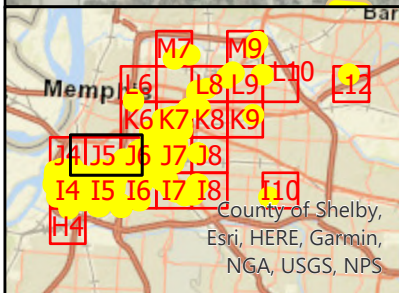 Bar
M7 M9
Memphis L6 L8 L9 L10 L12
K6 K7 K8 K9
J4 J5 J6 J7 J8
I4 I5 I6 I7 I8 I10
H4
County of Shelby,
Esri, HERE, Garmin,
NGA, USGS, NPS